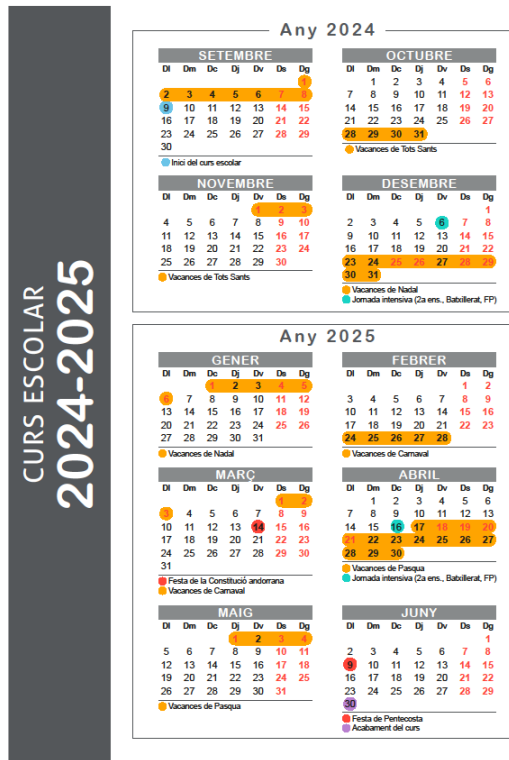 CURS ESCOLAR
2024-2025
Any 2024
SETEMBRE
Dl Dm Dc Dj Dv Ds Dg
1
2 3 4 5 6 7 8
9 10 11 12 13 14 15
16 17 18 19 20 21 22
23 24 25 26 27 28 29
30
Inici del curs escolar
OCTUBRE
Dl Dm Dc Dj Dv Ds Dg
1 2 3 4 5 6
7 8 9 10 11 12 13
14 15 16 17 18 19 20
21 22 23 24 25 26 27
28 29 30 31
Vacances de Tots Sants
NOVEMBRE
Dl Dm Dc Dj Dv Ds Dg
1 2 3
4 5 6 7 8 9 10
11 12 13 14 15 16 17
18 19 20 21 22 23 24
25 26 27 28 29 30
Vacances de Tots Sants
DESEMBRE
Dl Dm Dc Dj Dv Ds Dg
1
2 3 4 5 6 7 8
9 10 11 12 13 14 15
16 17 18 19 20 21 22
23 24 25 26 27 28 29
30 31
Vacances de Nadal
Jornada intensiva (2a ens., Batxillerat, FP)
Any 2025
GENER
Dl Dm Dc Dj Dv Ds Dg
1 2 3 4 5
6 7 8 9 10 11 12
13 14 15 16 17 18 19
20 21 22 23 24 25 26
27 28 29 30 31
Vacances de Nadal
FEBRER
Dl Dm Dc Dj Dv Ds Dg
1 2
3 4 5 6 7 8 9
10 11 12 13 14 15 16
17 18 19 20 21 22 23
24 25 26 27 28
Vacances de Carnaval
MARÇ
Dl Dm Dc Dj Dv Ds Dg
1 2
3 4 5 6 7 8 9
10 11 12 13 14 15 16
17 18 19 20 21 22 23
24 25 26 27 28 29 30
31
Festa de la Constitució andorrana
Vacances de Carnaval
ABRIL
Dl Dm Dc Dj Dv Ds Dg
1 2 3 4 5 6
7 8 9 10 11 12 13
14 15 16 17 18 19 20
21 22 23 24 25 26 27
28 29 30
Vacances de Pasqua
Jornada intensiva (2a ens., Batxillerat, FP)
MAIG
Dl Dm Dc Dj Dv Ds Dg
1 2 3 4
5 6 7 8 9 10 11
12 13 14 15 16 17 18
19 20 21 22 23 24 25
26 27 28 29 30 31
Vacances de Pasqua
JUNY
Dl Dm Dc Dj Dv Ds Dg
1
2 3 4 5 6 7 8
9 10 11 12 13 14 15
16 17 18 19 20 21 22
23 24 25 26 27 28 29
30
Festa de Pentecosta
Acabament del curs